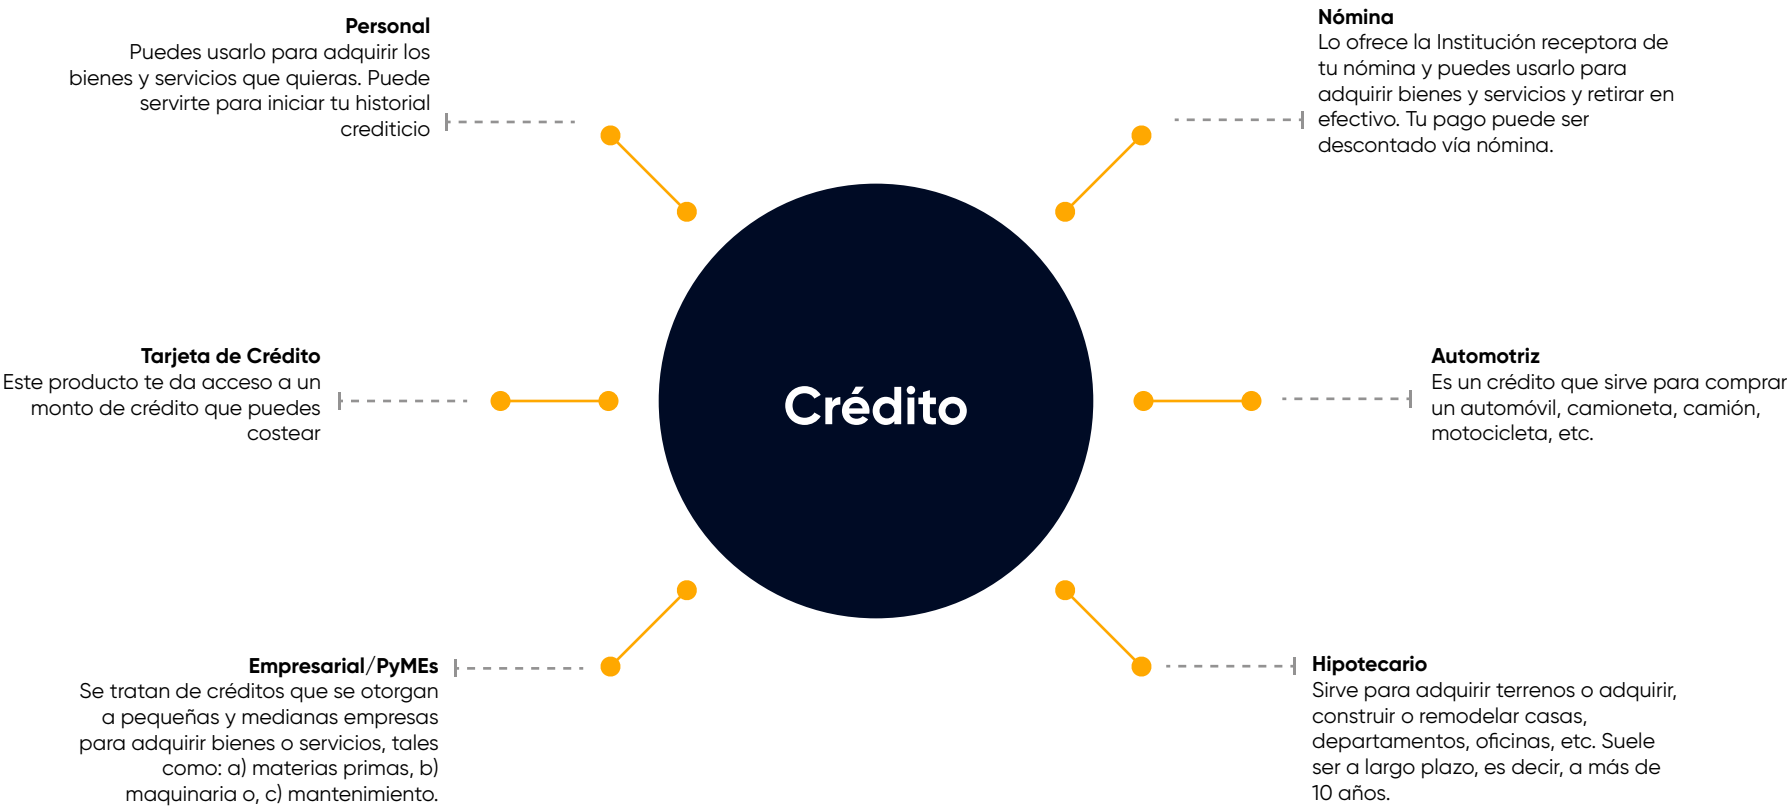 Personal
Puedes usarlo para adquirir los
bienes y servicios que quieras. Puede
servirte para iniciar tu historial
crediticio
Nómina
Lo ofrece la Institución receptora de
tu nómina y puedes usarlo para
adquirir bienes y servicios y retirar en
efectivo. Tu pago puede ser
descontado vía nómina.
Tarjeta de Crédito
Este producto te da acceso a un
monto de crédito que puedes
costear
Crédito
Automotriz
Es un crédito que sirve para comprar
un automóvil, camioneta, camión,
motocicleta, etc.
Empresarial/PyMEs
Se tratan de créditos que se otorgan
a pequeñas y medianas empresas
para adquirir bienes o servicios, tales
como: a) materias primas, b)
maquinaria o, c) mantenimiento.
Hipotecario
Sirve para adquirir terrenos o adquirir,
construir o remodelar casas,
departamentos, oficinas, etc. Suele
ser a largo plazo, es decir, a más de
10 años.